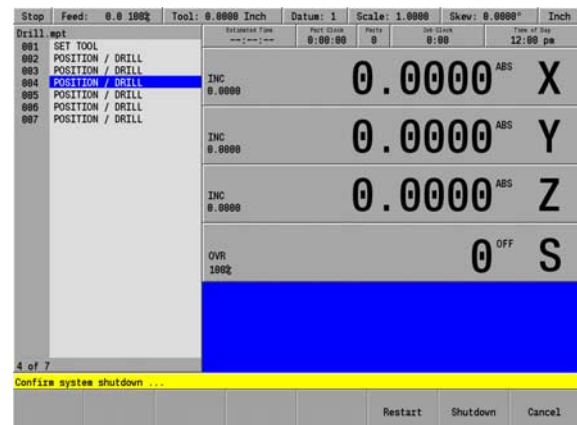 Stop Feed: 0.0 100% Tool: 0.0000 Inch Datum: 1 Scale: 1.0000 Skew: 0.0000° Inch
Drill.mpt
Estimated Time Part Clock Parts Job Clock Time of Day
--:--:-- 0:00:00 0 0:00 12:00 pm
001 SET TOOL
002 POSITION / DRILL
003 POSITION / DRILL
004 POSITION / DRILL
005 POSITION / DRILL
006 POSITION / DRILL
007 POSITION / DRILL
INC 0.0000 0.0000 ABS X
INC 0.0000 0.0000 ABS Y
INC 0.0000 0.0000 ABS Z
OVR 100% 0 OFF S
4 of 7
Confirm system shutdown ...
Restart Shutdown Cancel